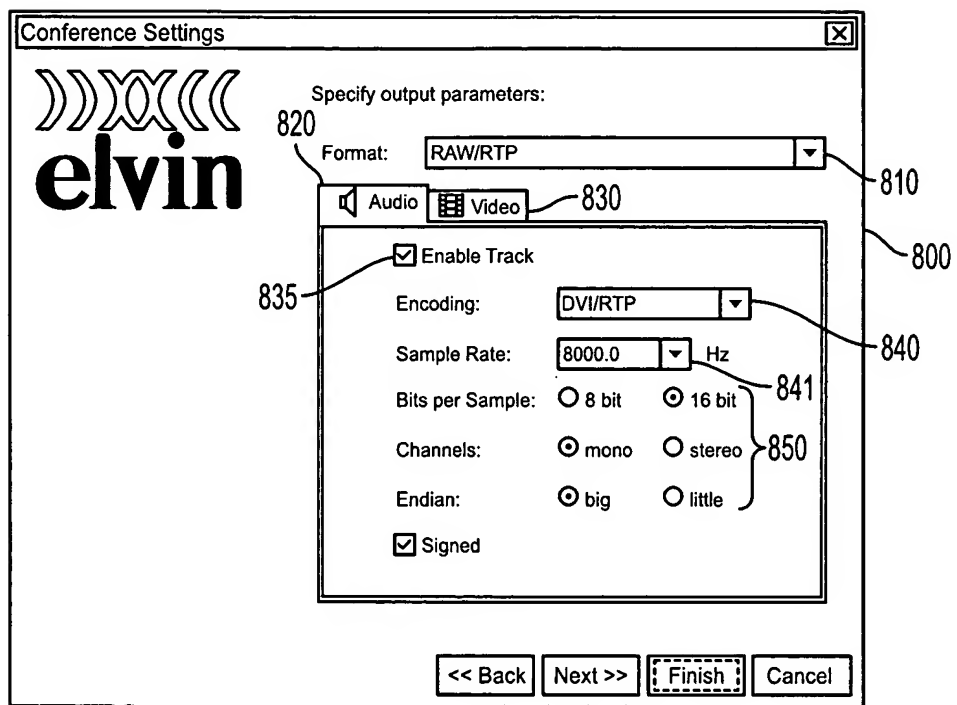 Conference Settings
elvin
Specify output parameters:
820
Format: RAW/RTP
810
Audio Video
830
800
Enable Track
835
Encoding: DVI/RTP
840
Sample Rate: 8000.0 Hz
841
Bits per Sample: 8 bit 16 bit
Channels: mono stereo
850
Endian: big little
Signed
<< Back Next >> Finish Cancel